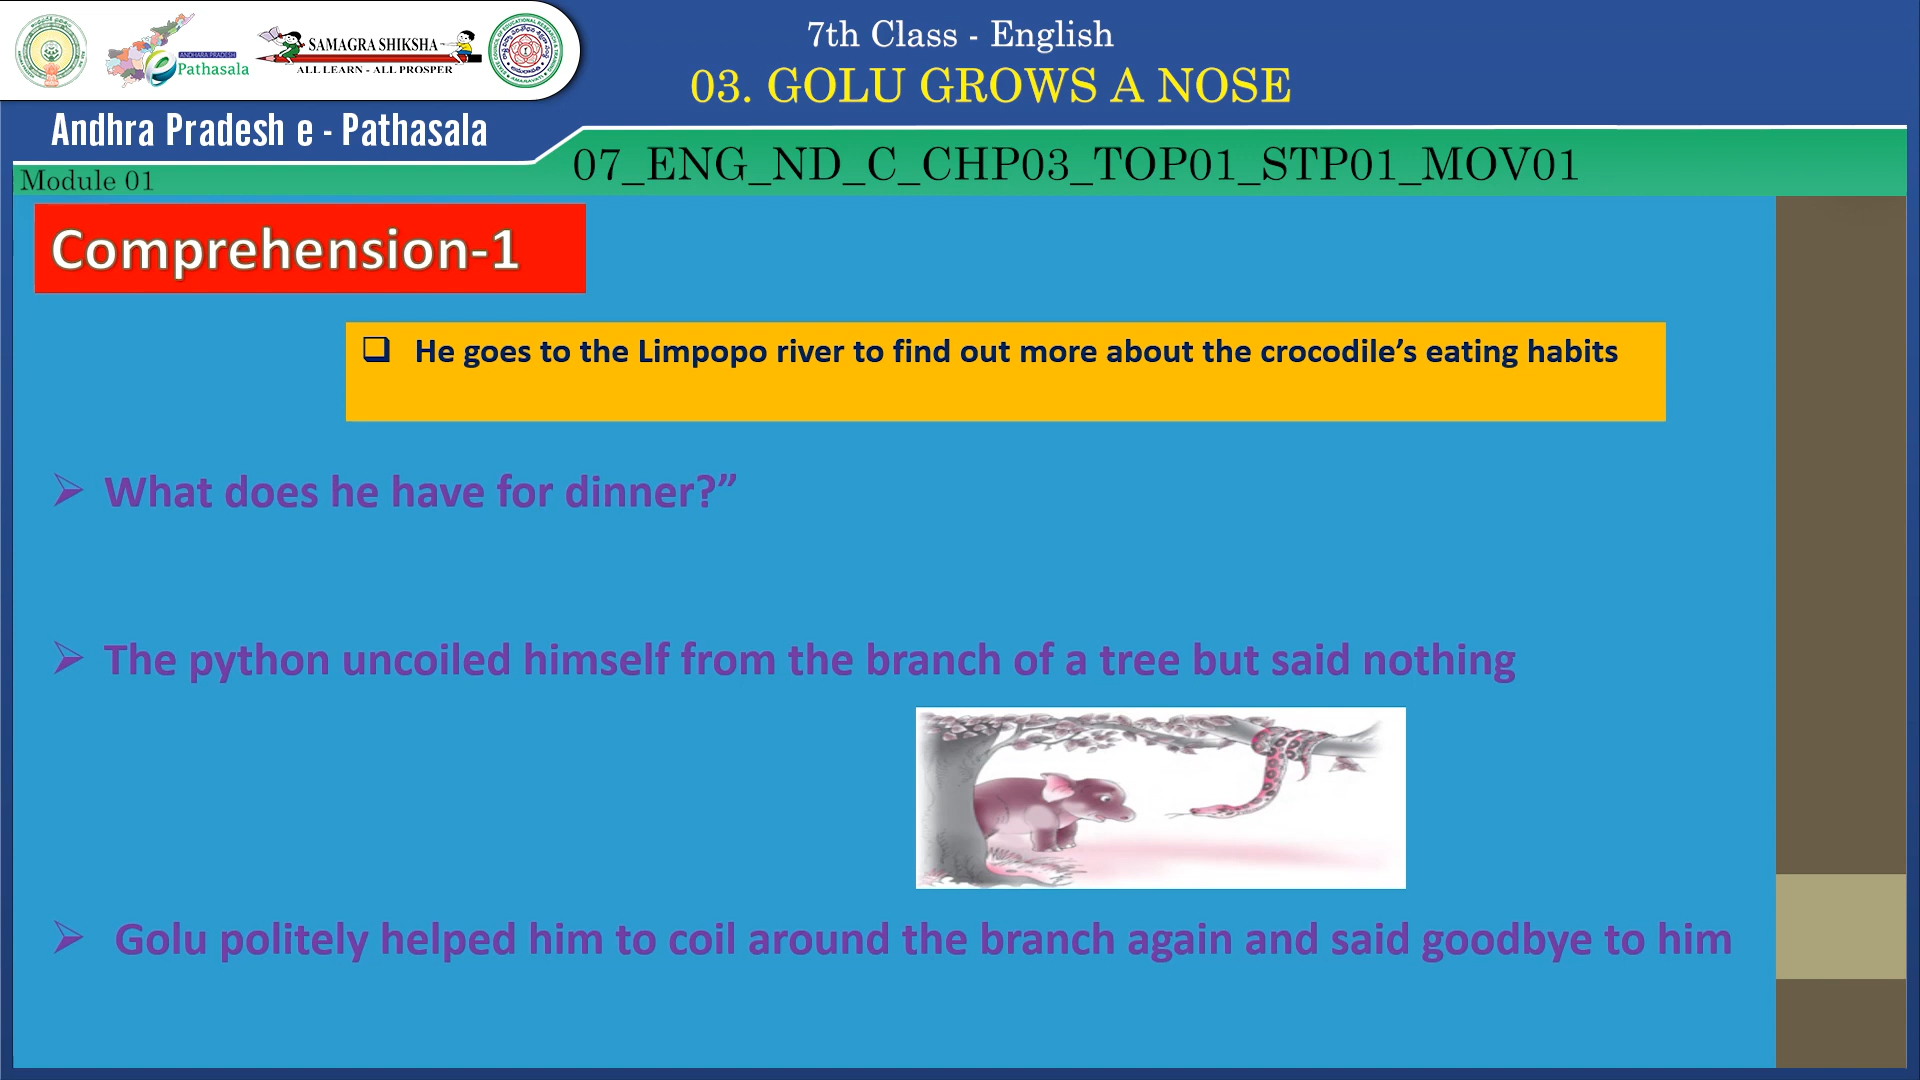 ANDHRA PRADESH
e Pathasala
SAMAGRA SHIKSHA
ALL LEARN - ALL PROSPER
7th Class - English
03. GOLU GROWS A NOSE
Andhra Pradesh e - Pathasala
Module 01
07_ENG_ND_C_CHP03_TOP01_STP01_MOV01
Comprehension-1
He goes to the Limpopo river to find out more about the crocodile’s eating habits
What does he have for dinner?”
The python uncoiled himself from the branch of a tree but said nothing
Golu politely helped him to coil around the branch again and said goodbye to him